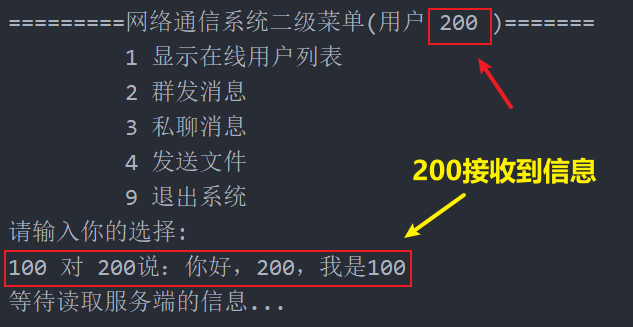 =========网络通信系统二级菜单(用户 200 )=======
1 显示在线用户列表
2 群发消息
3 私聊消息
4 发送文件
9 退出系统
200接收到信息
请输入你的选择:
100 对 200说: 你好, 200, 我是100
等待读取服务端的信息...